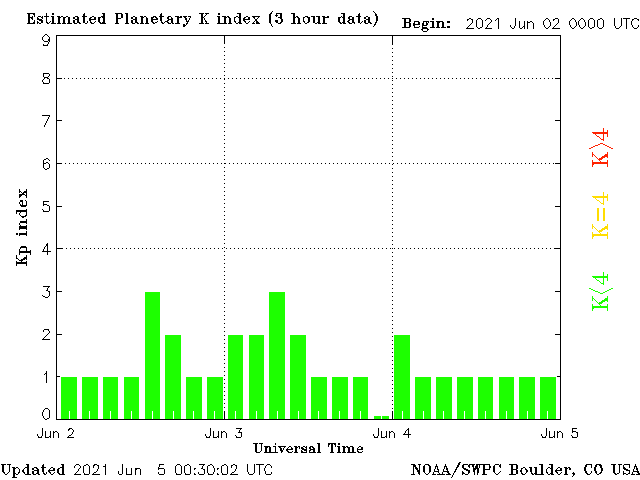 Estimated Planetary K index (3 hour data) Begin: 2021 Jun 02 0000 UTC
9
8
7
6
5
4
3
2
1
0
Kp index
K>4
K=4
K<4
Jun 2 Jun 3 Jun 4 Jun 5
Universal Time
Updated 2021 Jun 5 00:30:02 UTC NOAA/SWPC Boulder, CO USA